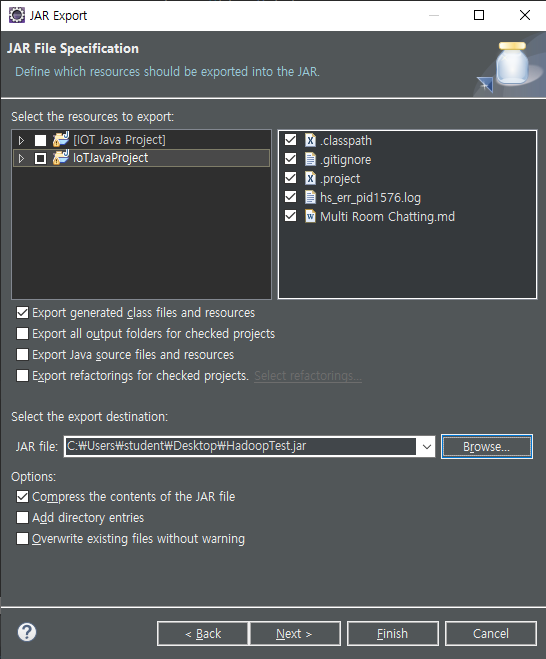 JAR Export
JAR File Specification
Define which resources should be exported into the JAR.
Select the resources to export:
[IOT Java Project]
IoTJavaProject
.classpath
.gitignore
.project
hs_err_pid1576.log
Multi Room Chatting.md
Export generated class files and resources
Export all output folders for checked projects
Export Java source files and resources
Export refactorings for checked projects. Select refactorings...
Select the export destination:
JAR file: C:₩Users₩student₩Desktop₩HadoopTest.jar Browse...
Options:
Compress the contents of the JAR file
Add directory entries
Overwrite existing files without warning
< Back Next > Finish Cancel